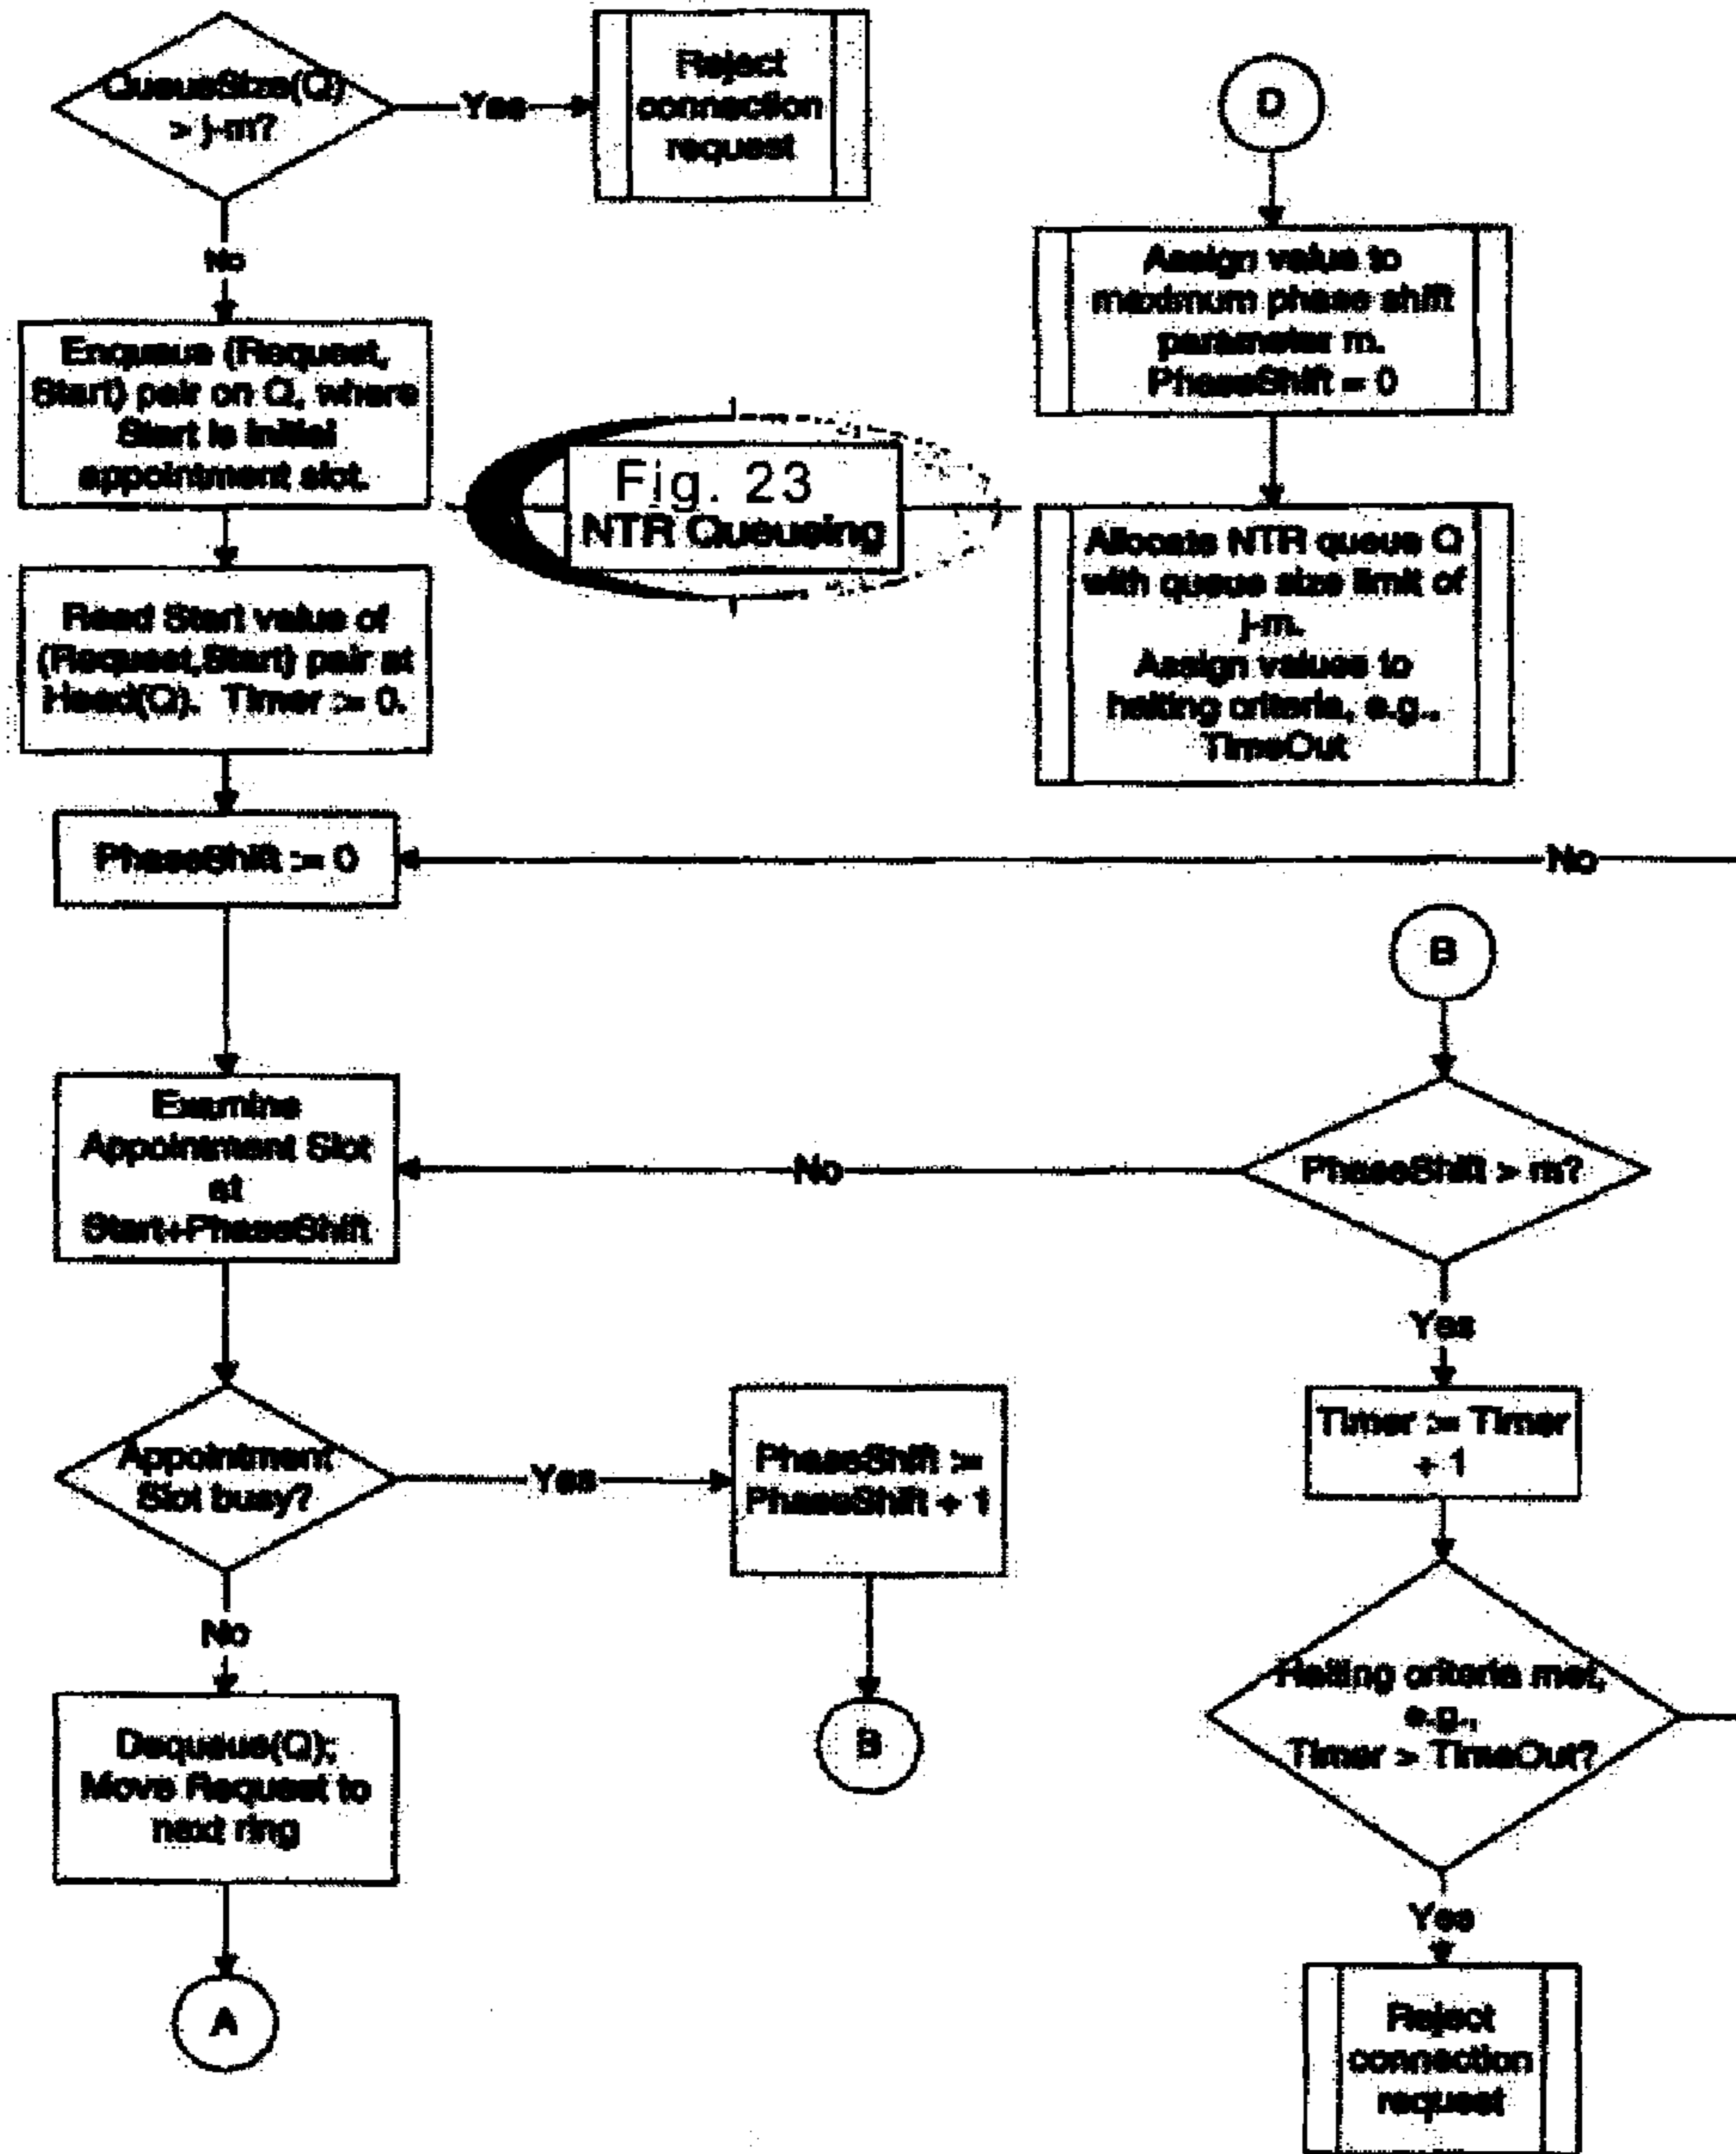 QueueSize(Q)
> j-m?
Yes
Reject
connection
request
No
Enqueue (Request,
Start) pair on Q, where
Start is initial
appointment slot.
Read Start value of
(Request,Start) pair at
Head(Q). Timer := 0.
PhaseShift := 0
Examine
Appointment Slot
at
Start+PhaseShift
Appointment
Slot busy?
Yes
PhaseShift :=
PhaseShift + 1
B
No
Dequeue(Q);
Move Request to
next ring
A
Fig. 23
NTR Queueing
D
Assign value to
maximum phase shift
parameter m.
PhaseShift = 0
Allocate NTR queue Q
with queue size limit of
j-m.
Assign values to
halting criteria, e.g.,
TimeOut
No
B
PhaseShift > m?
No
Yes
Timer := Timer
+ 1
Halting criteria met,
e.g.,
Timer > TimeOut?
Yes
Reject
connection
request